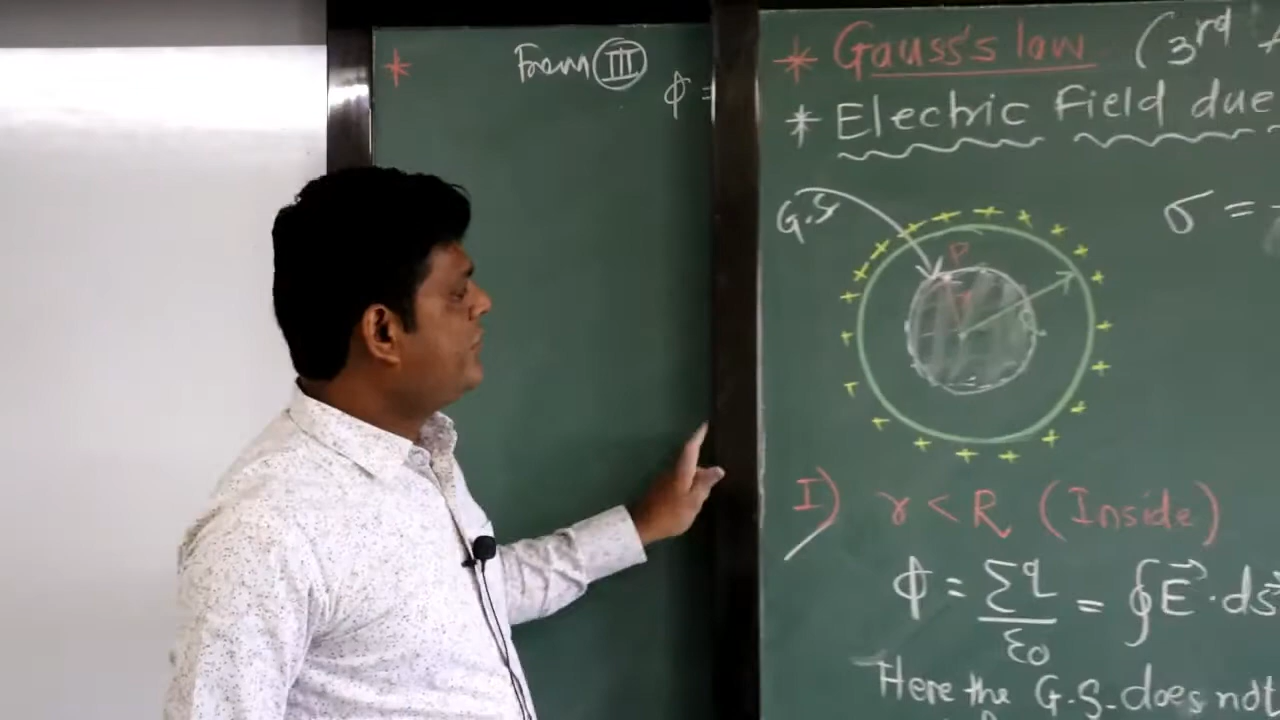 * Form III
φ =
* Gauss's law (3rd
* Electric Field due
G.S
σ =
P
r
R
I) r < R (Inside)
φ = Σq/ε0 = ∮E⃗.ds⃗
Here the G.S. does not